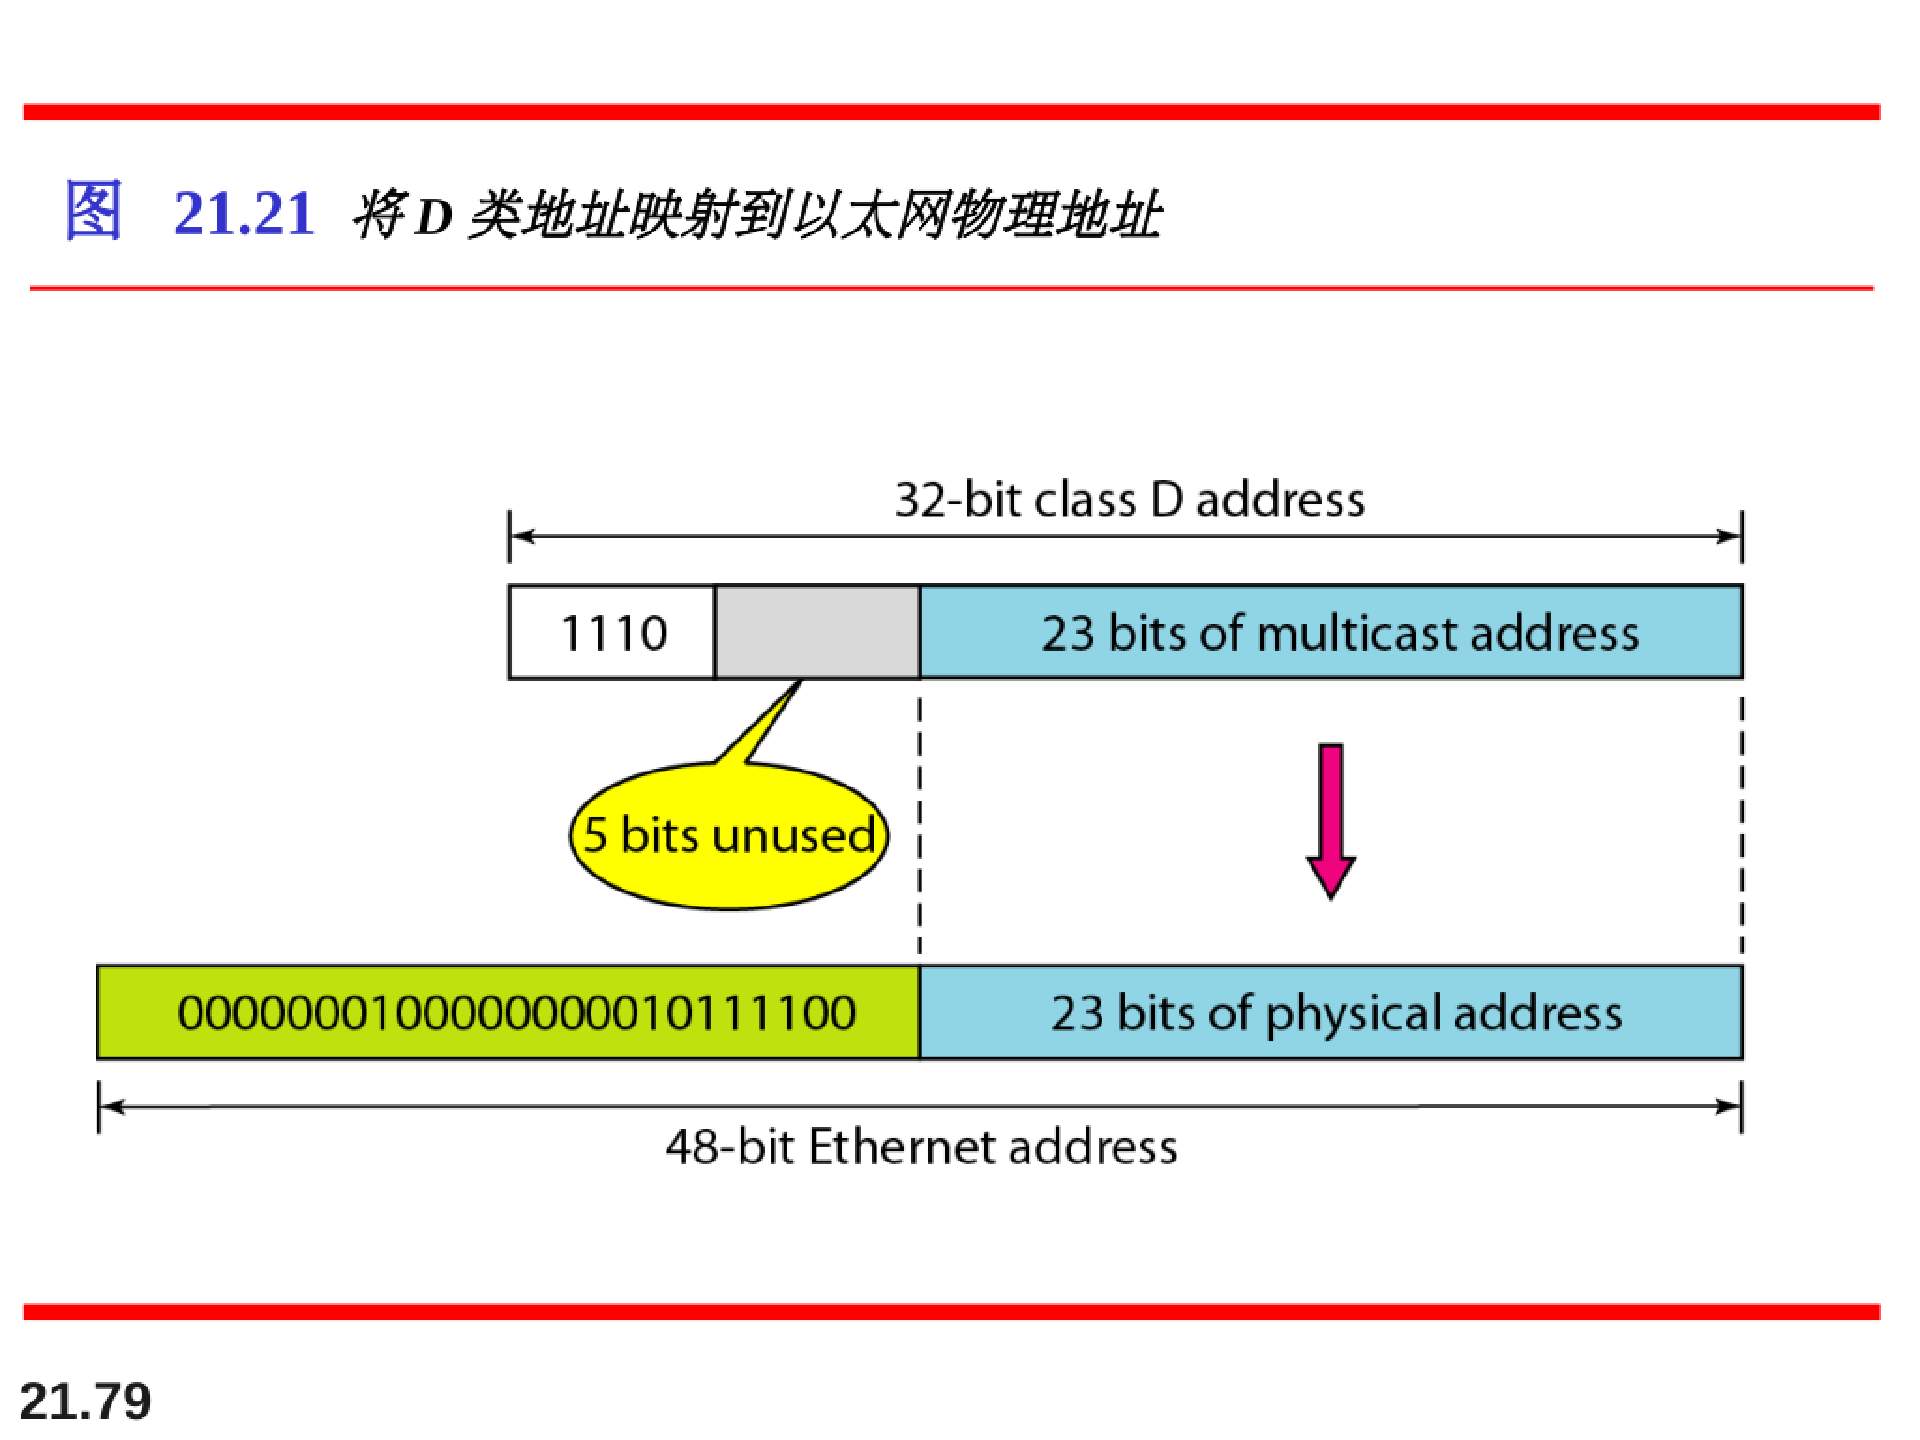 图 21.21 将 D 类地址映射到以太网物理地址
32-bit class D address
1110
23 bits of multicast address
5 bits unused
0000000100000000010111100
23 bits of physical address
48-bit Ethernet address
21.79